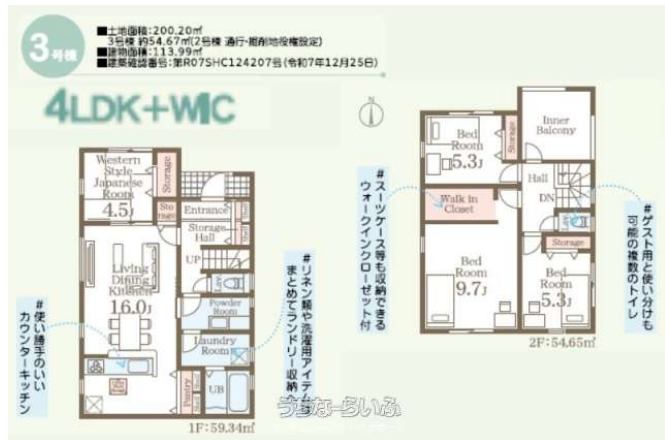 3号棟
■土地面積：200.20㎡
3号棟 約54.67㎡(2号棟 通行・掘削地役権設定)
■建物面積：113.99㎡
■建築確認番号：第R07SHC124207号(令和7年12月25日)
4LDK+WIC
N
Western
Style
Japanese
Room
4.5J
Storage
Sto
rage
Entrance
Storage
Hall
UP
Living
Dining
Kitchen
16.0J
Lav
Powder
Room
Laundry
Room
Pantry
Shelf
UB
1F:59.34㎡
#使い勝手のいい
カウンターキッチン
#リネン類や洗濯用アイテムも
まとめてランドリー収納へ
Bed
Room
5.3J
Storage
Inner
Balcony
Hall
DN
Walk in
Closet
Lav
Storage
Bed
Room
9.7J
Bed
Room
5.3J
2F:54.65㎡
#スーツケース等も収納できる
ウォークインクローゼット付
#ゲスト用と使い分けも
可能の複数のトイレ
うちなーらいふ